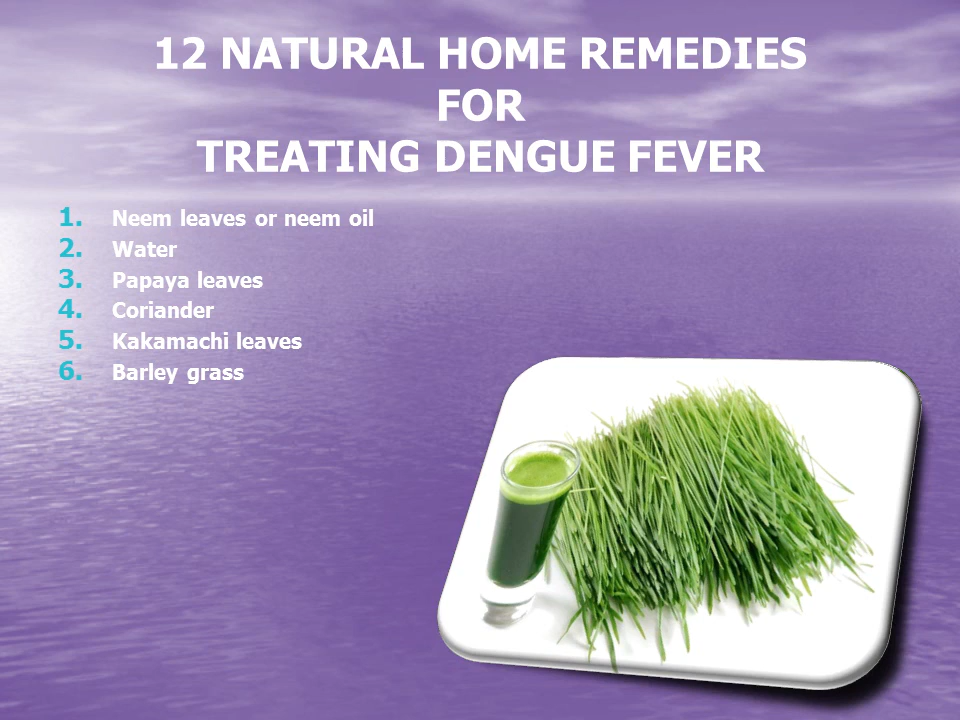 12 NATURAL HOME REMEDIES
FOR
TREATING DENGUE FEVER
1. Neem leaves or neem oil
2. Water
3. Papaya leaves
4. Coriander
5. Kakamachi leaves
6. Barley grass